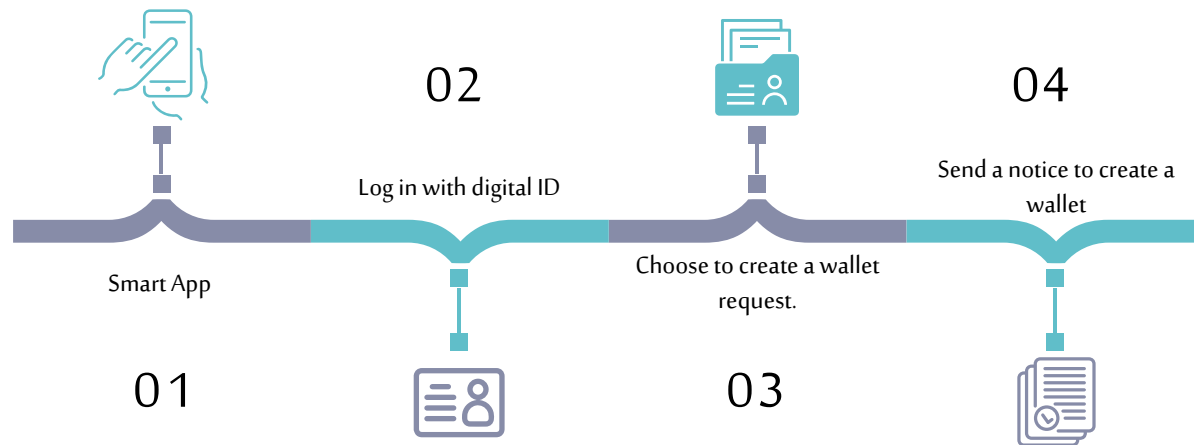 01
Smart App
02
Log in with digital ID
03
Choose to create a wallet
request.
04
Send a notice to create a
wallet